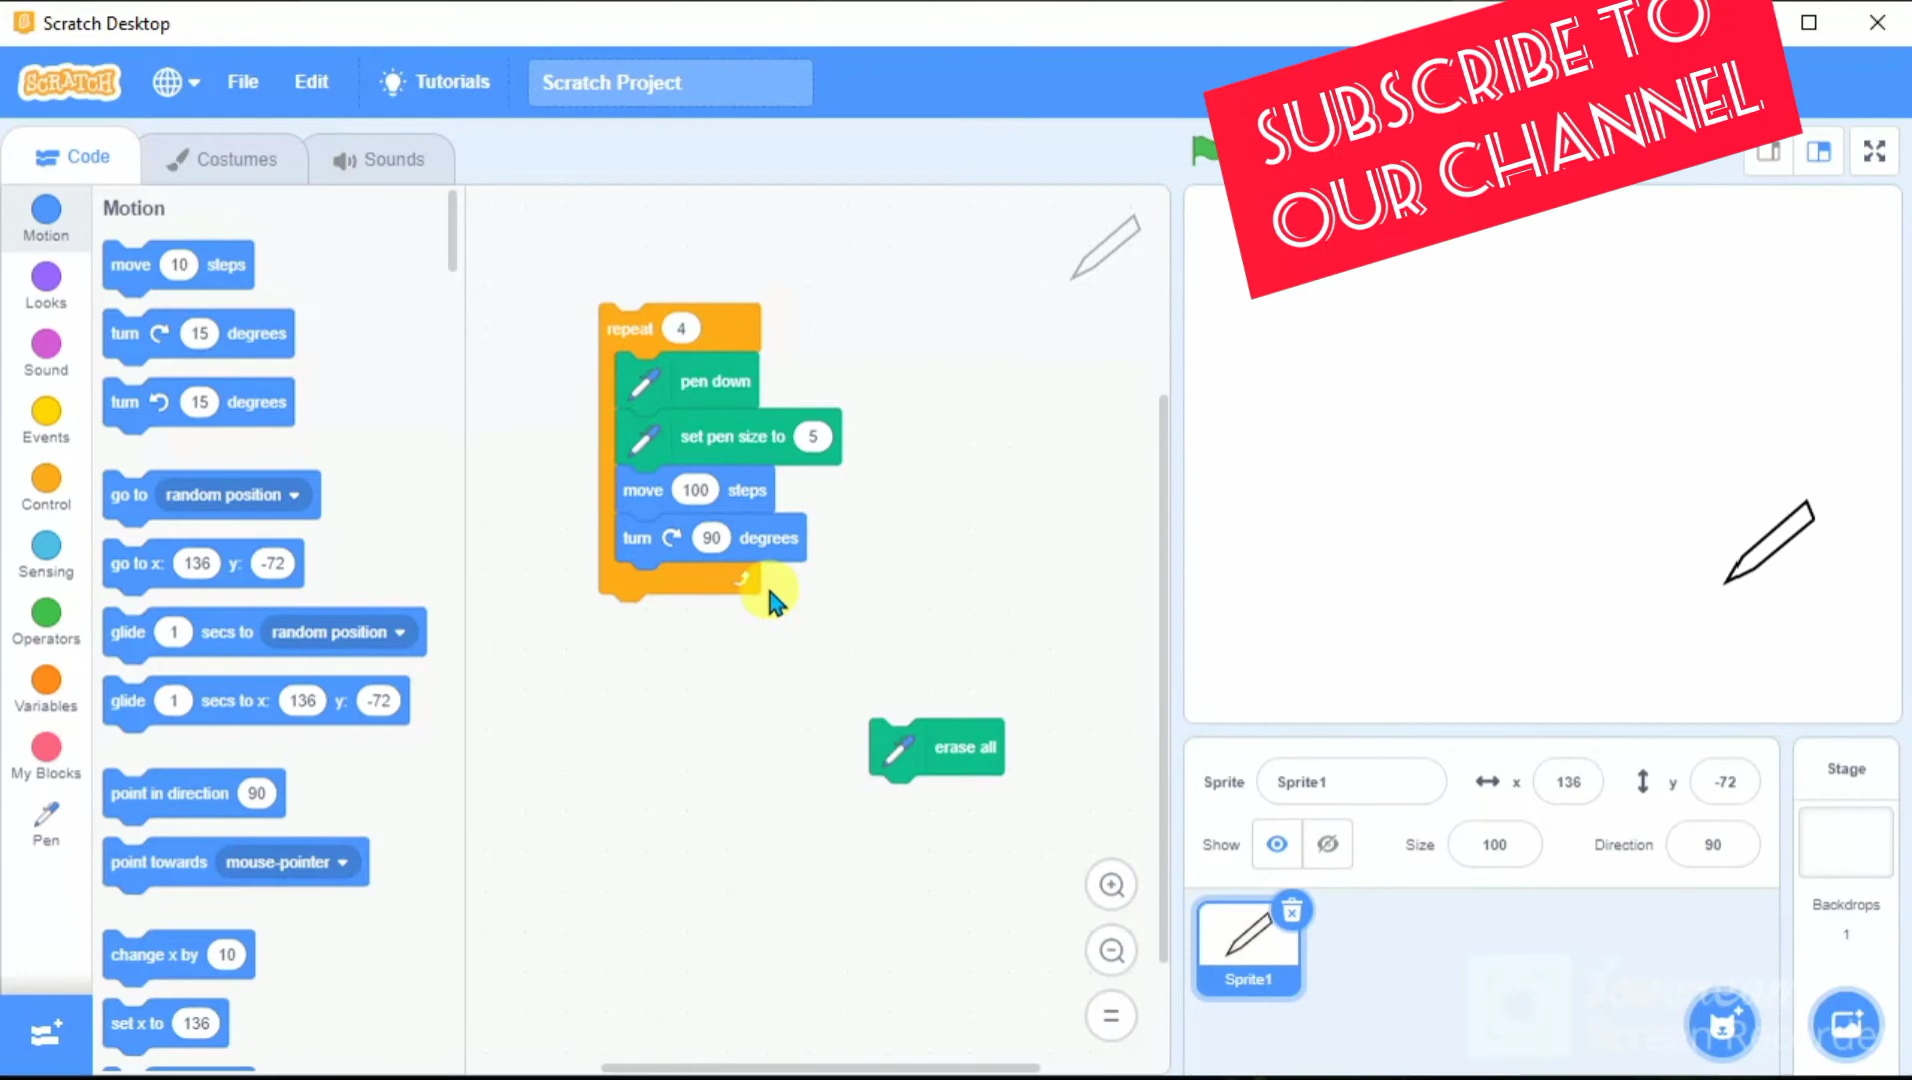 Scratch Desktop
SCRATCH
File
Edit
Tutorials
Scratch Project
SUBSCRIBE TO
OUR CHANNEL
Code
Costumes
Sounds
Motion
Looks
Sound
Events
Control
Sensing
Operators
Variables
My Blocks
Pen
Motion
move 10 steps
turn 15 degrees
turn 15 degrees
go to random position
go to x: 136 y: -72
glide 1 secs to random position
glide 1 secs to x: 136 y: -72
point in direction 90
point towards mouse-pointer
change x by 10
set x to 136
repeat 4
pen down
set pen size to 5
move 100 steps
turn 90 degrees
erase all
Sprite Sprite1 x 136 y -72
Show Size 100 Direction 90
Sprite1
Stage
Backdrops
1